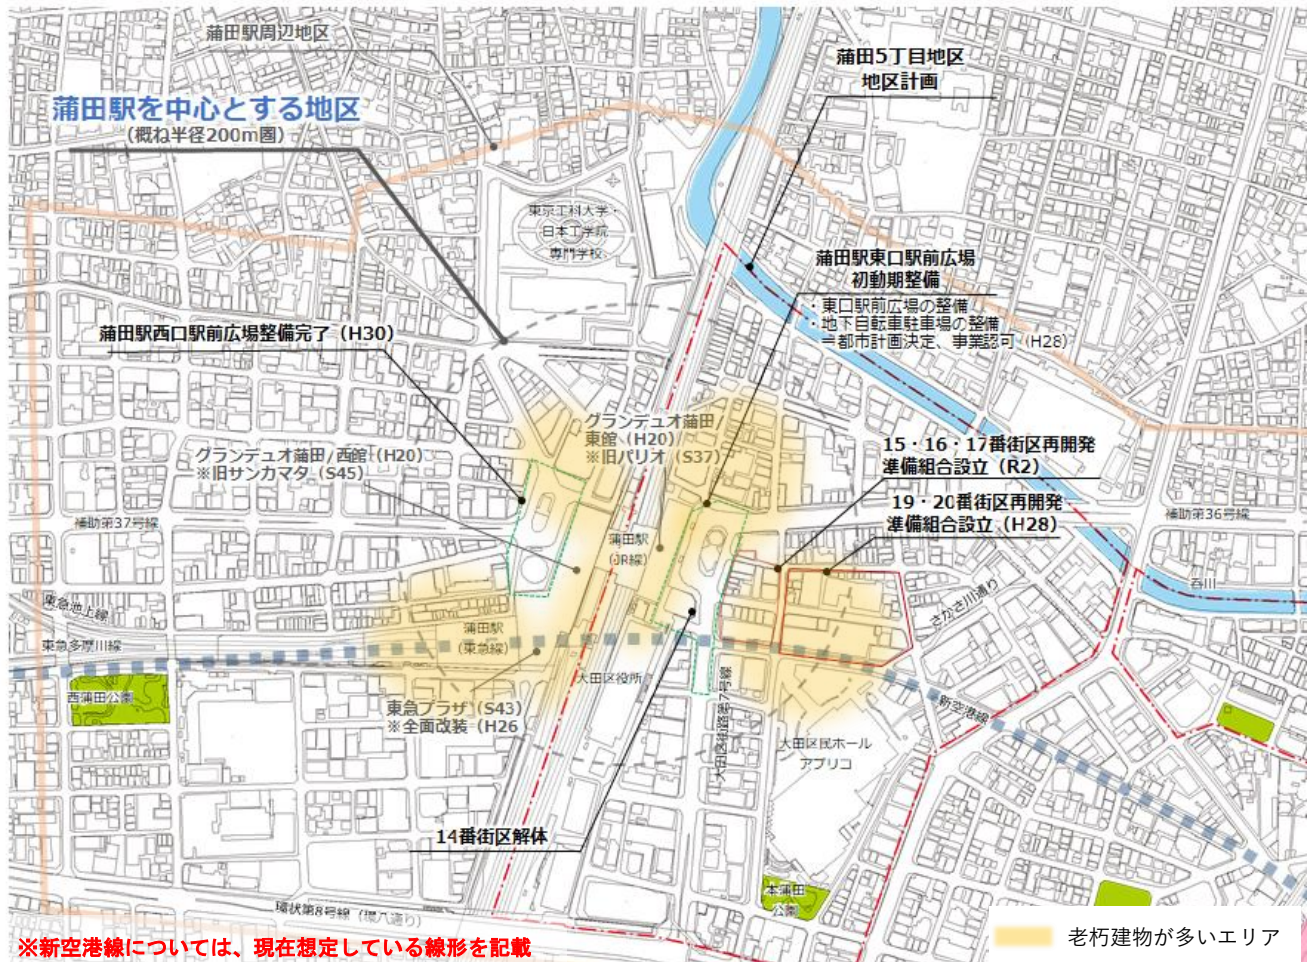 蒲田駅周辺地区
蒲田5丁目地区
地区計画
蒲田駅を中心とする地区
(概ね半径200m圏)
東京工科大学・
日本工学院
専門学校
蒲田駅東口駅前広場
初動期整備
・東口駅前広場の整備
・地下自転車駐車場の整備
⇒都市計画決定、事業認可(H28)
蒲田駅西口駅前広場整備完了(H30)
グランデュオ蒲田/
東館(H20)
※旧パリオ(S37)
グランデュオ蒲田/西館(H20)
※旧サンカマタ(S45)
15・16・17番街区再開発
準備組合設立(R2)
19・20番街区再開発
準備組合設立(H28)
補助第37号線
補助第36号線
蒲田駅
(JR線)
呑川
さかさ川通り
東急池上線
東急多摩川線
蒲田駅
(東急線)
大田区役所
西蒲田公園
東急プラザ(S43)
※全面改装(H26
大田区街路第7号線
新空港線
大田区民ホール
アプリコ
14番街区解体
本蒲田
公園
環状第8号線(環八通り)
※新空港線については、現在想定している線形を記載
老朽建物が多いエリア